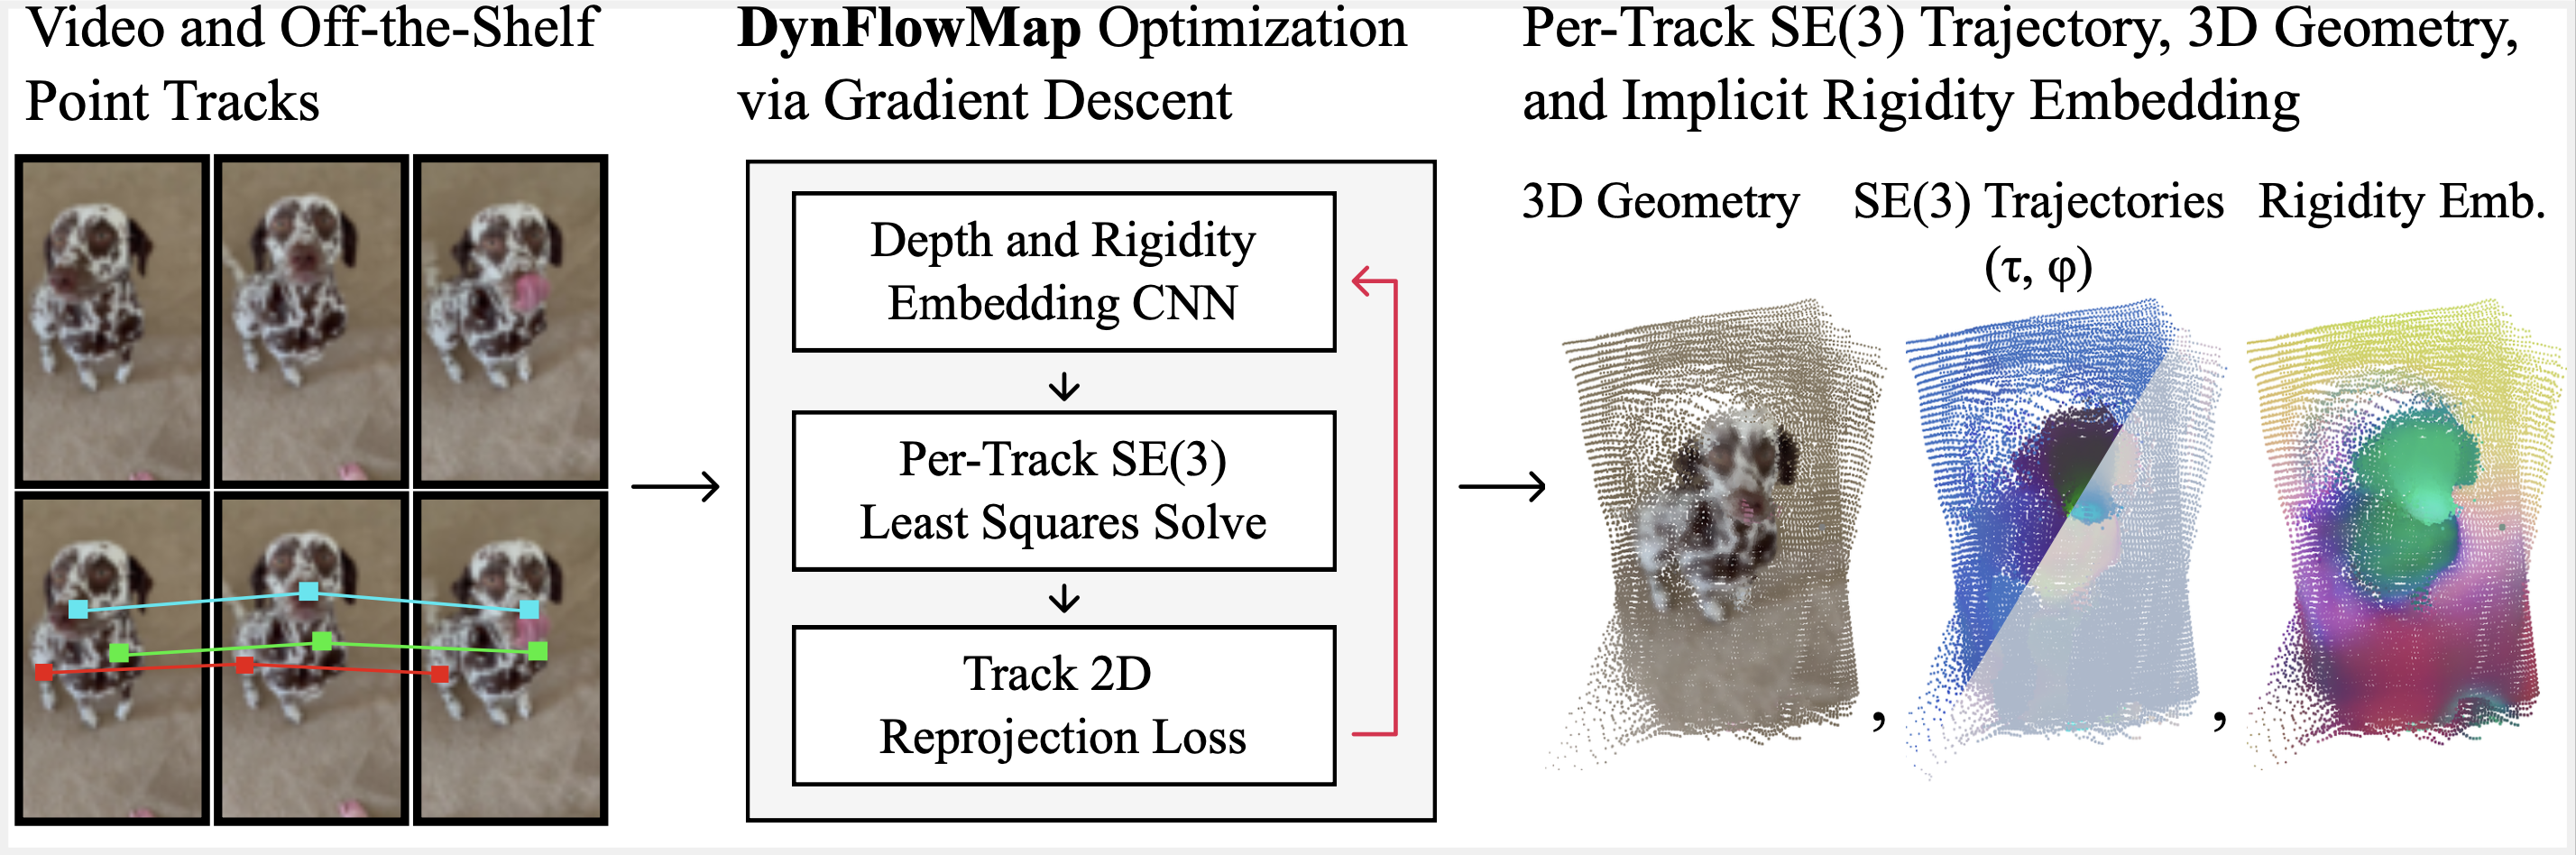 Video and Off-the-Shelf
Point Tracks
DynFlowMap Optimization
via Gradient Descent
Depth and Rigidity
Embedding CNN
Per-Track SE(3)
Least Squares Solve
Track 2D
Reprojection Loss
Per-Track SE(3) Trajectory, 3D Geometry,
and Implicit Rigidity Embedding
3D Geometry
SE(3) Trajectories
(τ, φ)
Rigidity Emb.
, ,